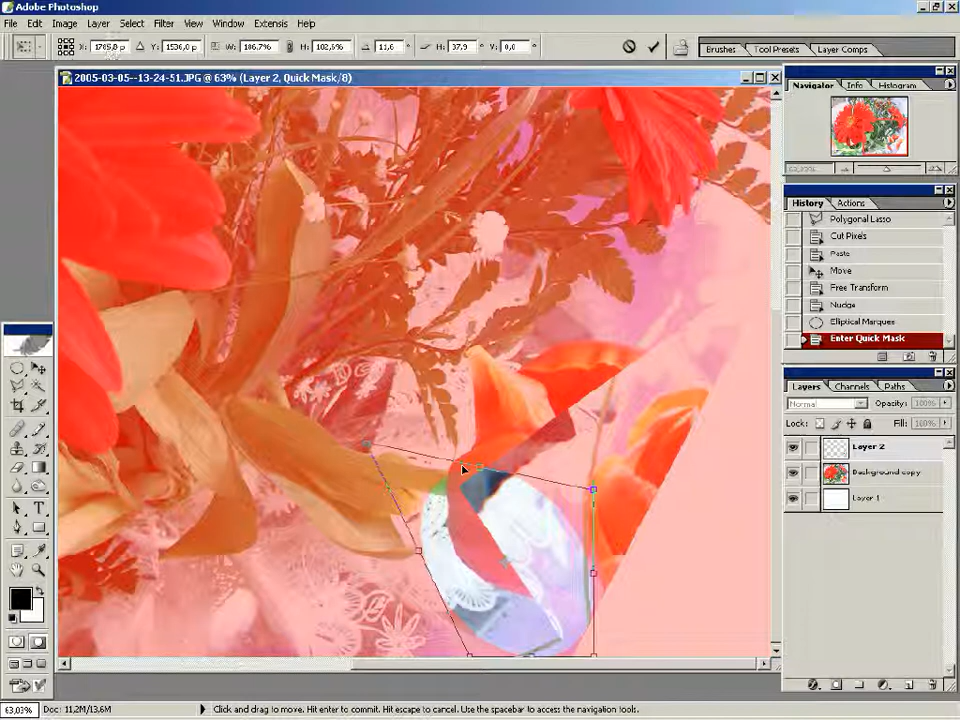 Adobe Photoshop
File Edit Image Layer Select Filter View Window Extensis Help
X: 1705,0 p Y: 1536,0 p W: 106.7% H: 102,6% 11,6 ° H: 37,9 ° V: 0,0 °
Brushes Tool Presets Layer Comps
2005-03-05--13-24-51.JPG @ 63% (Layer 2, Quick Mask/8)
Navigator Info Histogram
63,03%
History Actions
Polygonal Lasso
Cut Pixels
Paste
Move
Free Transform
Nudge
Elliptical Marquee
Enter Quick Mask
Layers Channels Paths
Normal Opacity: 100%
Lock: Fill: 100%
Layer 2
Background copy
Layer 1
T
63,03% Doc: 11,2M/13,6M Click and drag to move. Hit enter to commit. Hit escape to cancel. Use the spacebar to access the navigation tools.